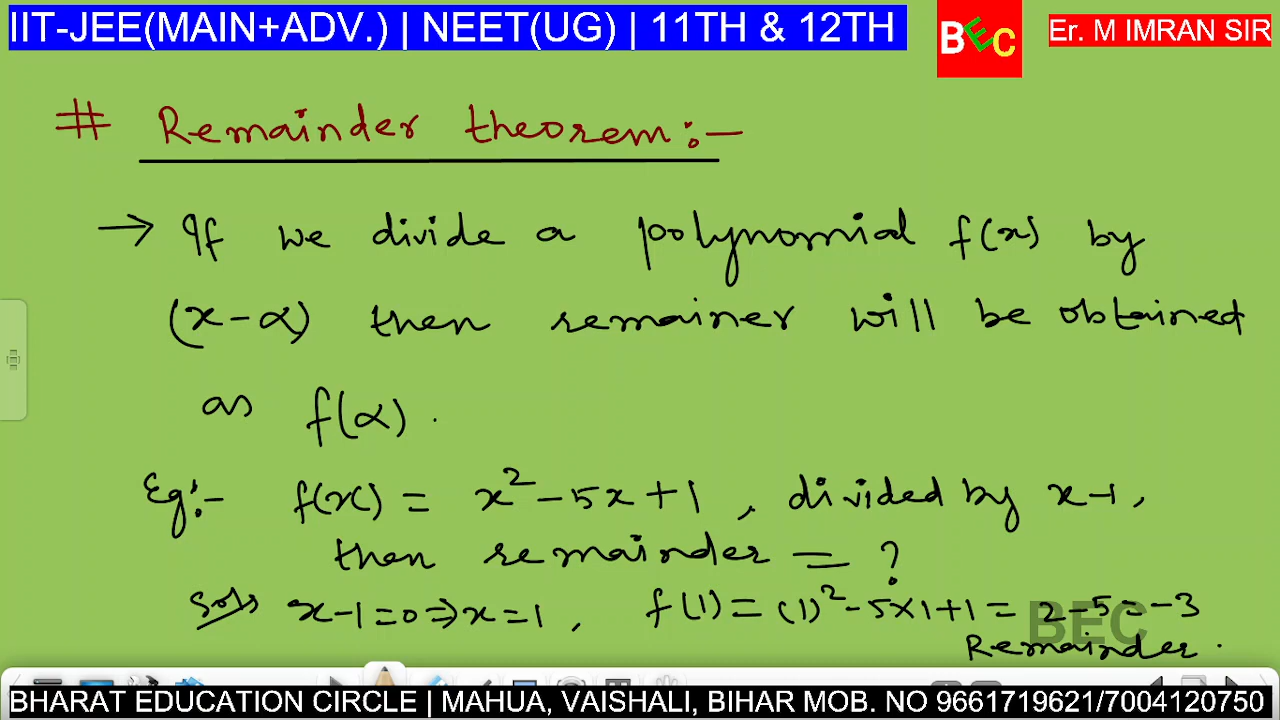 IIT-JEE(MAIN+ADV.) | NEET(UG) | 11TH & 12TH
BEC
Er. M IMRAN SIR
# Remainder theorem:-
→ If we divide a polynomial f(x) by
(x-α) then remainer will be obtained
as f(α).
Eg:- f(x) = x² - 5x + 1, divided by x-1,
then remainder = ?
Sol: x-1=0 ⇒ x=1, f(1) = (1)² - 5×1+1 = 2-5 = -3
BEC
Remainder.
BHARAT EDUCATION CIRCLE | MAHUA, VAISHALI, BIHAR MOB. NO 9661719621/7004120750